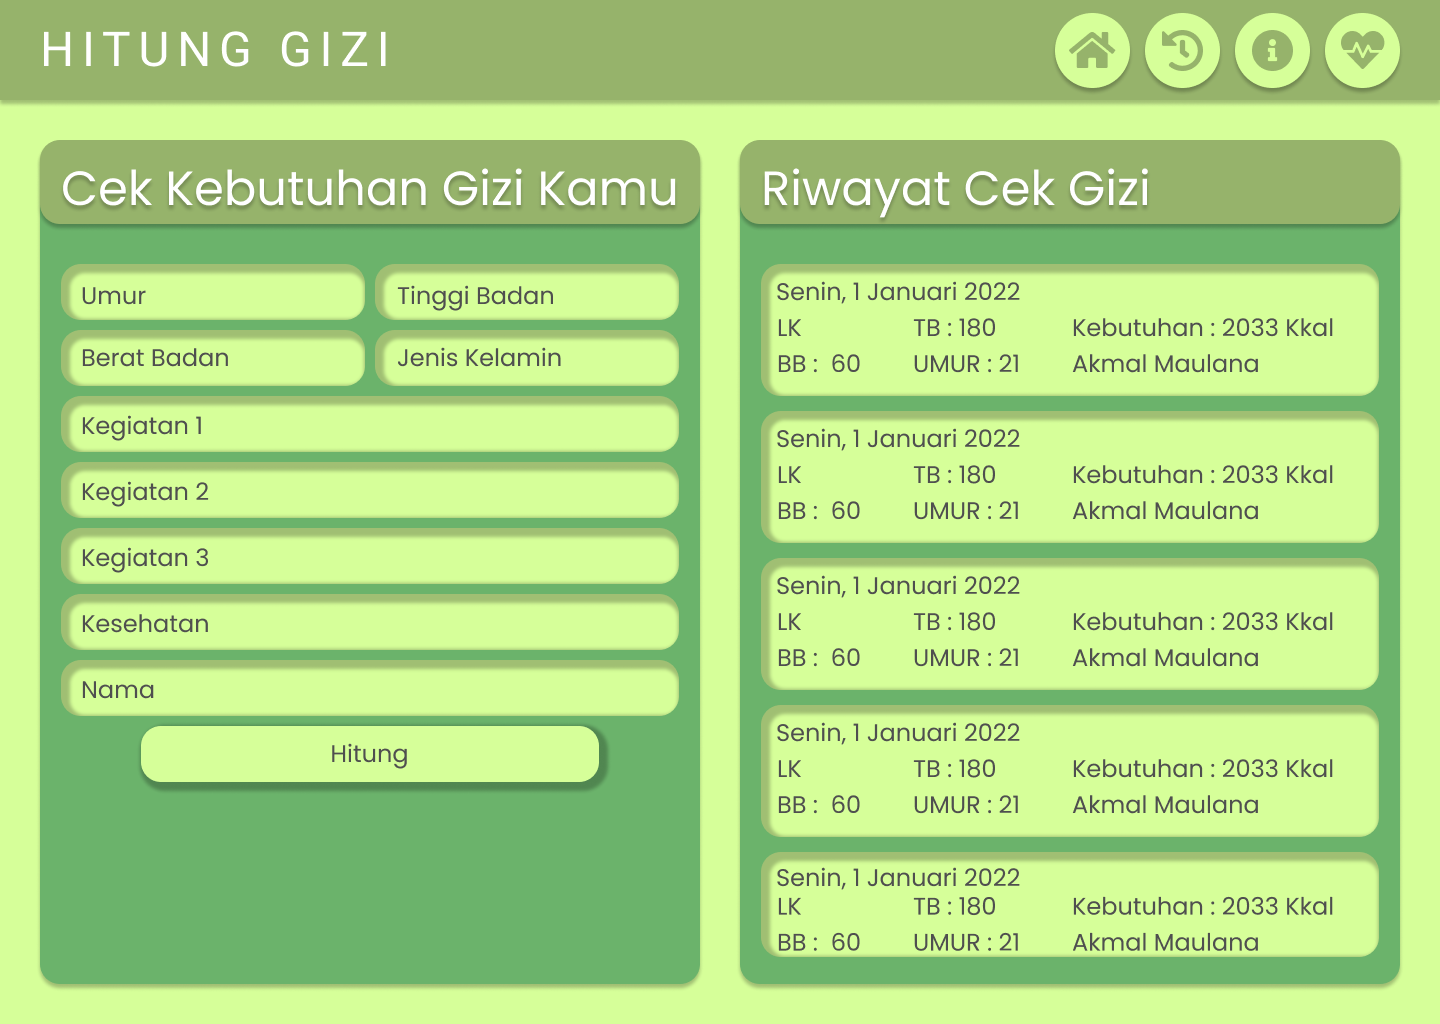 HITUNG GIZI
Cek Kebutuhan Gizi Kamu
Umur
Tinggi Badan
Berat Badan
Jenis Kelamin
Kegiatan 1
Kegiatan 2
Kegiatan 3
Kesehatan
Nama
Hitung
Riwayat Cek Gizi
Senin, 1 Januari 2022
LK TB : 180 Kebutuhan : 2033 Kkal
BB : 60 UMUR : 21 Akmal Maulana
Senin, 1 Januari 2022
LK TB : 180 Kebutuhan : 2033 Kkal
BB : 60 UMUR : 21 Akmal Maulana
Senin, 1 Januari 2022
LK TB : 180 Kebutuhan : 2033 Kkal
BB : 60 UMUR : 21 Akmal Maulana
Senin, 1 Januari 2022
LK TB : 180 Kebutuhan : 2033 Kkal
BB : 60 UMUR : 21 Akmal Maulana
Senin, 1 Januari 2022
LK TB : 180 Kebutuhan : 2033 Kkal
BB : 60 UMUR : 21 Akmal Maulana